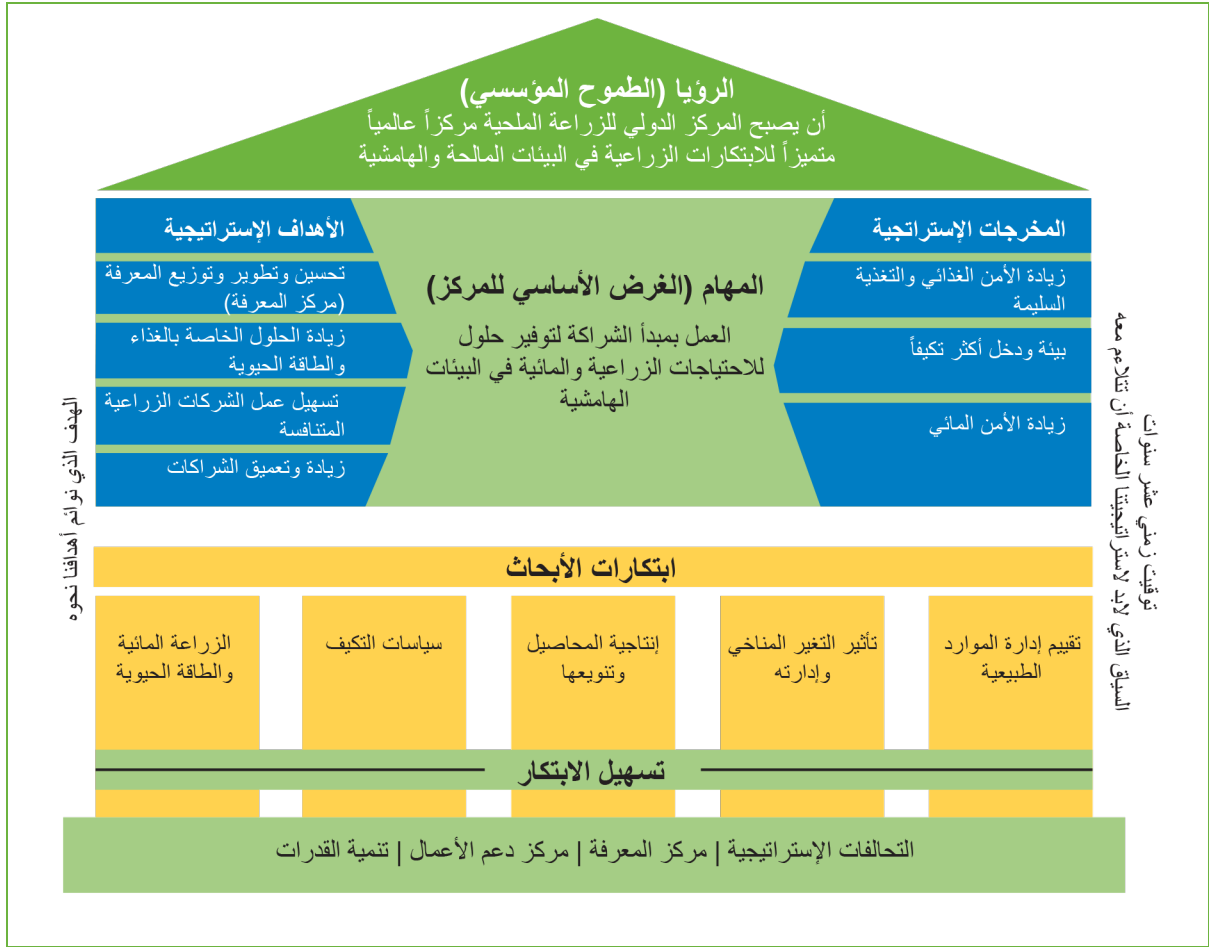 الرؤيا (الطموح المؤسسي)
أن يصبح المركز الدولي للزراعة الملحية مركزاً عالمياً
متميزاً للابتكارات الزراعية في البيئات المالحة والهامشية
المخرجات الإستراتجية
زيادة الأمن الغذائي والتغذية
السليمة
بيئة ودخل أكثر تكيفاً
زيادة الأمن المائي
المهام (الغرض الأساسي للمركز)
العمل بمبدأ الشراكة لتوفير حلول
للاحتياجات الزراعية والمائية في البيئات
الهامشية
الأهداف الإستراتيجية
تحسين وتطوير وتوزيع المعرفة
(مركز المعرفة)
زيادة الحلول الخاصة بالغذاء
والطاقة الحيوية
تسهيل عمل الشركات الزراعية
المتنافسة
زيادة وتعميق الشراكات
توقيت زمني عشر سنوات
السياق الذي لابد لاستراتيجيتنا الخاصة أن تتلاءم معه
الهدف الذي نوائم أهدافنا نحوه
ابتكارات الأبحاث
تقييم إدارة الموارد
الطبيعية
تأثير التغير المناخي
وإدارته
إنتاجية المحاصيل
وتنويعها
سياسات التكيف
الزراعة المائية
والطاقة الحيوية
تسهيل الابتكار
التحالفات الإستراتيجية | مركز المعرفة | مركز دعم الأعمال | تنمية القدرات